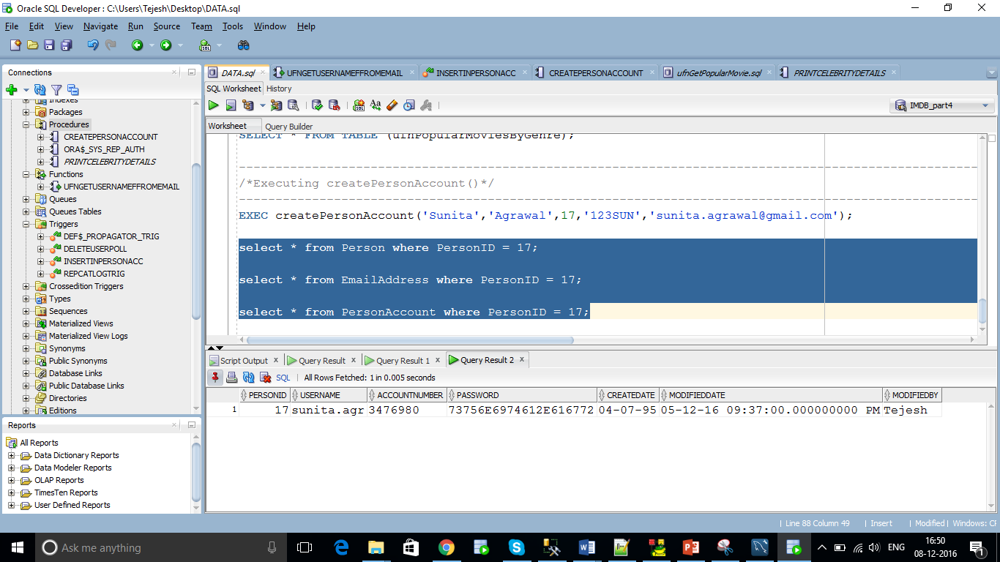 Oracle SQL Developer : C:\Users\Tejesh\Desktop\DATA.sql
File Edit View Navigate Run Source Team Tools Window Help
Connections
Indexes
Packages
Procedures
CREATEPERSONACCOUNT
ORA$_SYS_REP_AUTH
PRINTCELEBRITYDETAILS
Functions
UFNGETUSERNAMEFFROMEMAIL
Queues
Queues Tables
Triggers
DEF$_PROPAGATOR_TRIG
DELETEUSERPOLL
INSERTINPERSONACC
REPCATLOGTRIG
Crossedition Triggers
Types
Sequences
Materialized Views
Materialized View Logs
Synonyms
Public Synonyms
Database Links
Public Database Links
Directories
Editions
Reports
All Reports
Data Dictionary Reports
Data Modeler Reports
OLAP Reports
TimesTen Reports
User Defined Reports
DATA.sql UFNGETUSERNAMEFFROMEMAIL INSERTINPERSONACC CREATEPERSONACCOUNT ufnGetPopularMovie.sql PRINTCELEBRITYDETAILS
SQL Worksheet History
IMDB_part4
Worksheet Query Builder
SELECT * FROM TABLE (ufnPopularMoviesByGenre);
/*Executing createPersonAccount()*/
EXEC createPersonAccount('Sunita','Agrawal',17,'123SUN','sunita.agrawal@gmail.com');
select * from Person where PersonID = 17;
select * from EmailAddress where PersonID = 17;
select * from PersonAccount where PersonID = 17;
Script Output x Query Result x Query Result 1 x Query Result 2 x
SQL | All Rows Fetched: 1 in 0.005 seconds
PERSONID USERNAME ACCOUNTNUMBER PASSWORD CREATEDATE MODIFIEDDATE MODIFIEDBY
1 17 sunita.agr 3476980 73756E6974612E616772 04-07-95 05-12-16 09:37:00.000000000 PM Tejesh
Line 88 Column 49 | Insert | Modified | Windows: CF
Ask me anything
ENG
16:50
08-12-2016
1